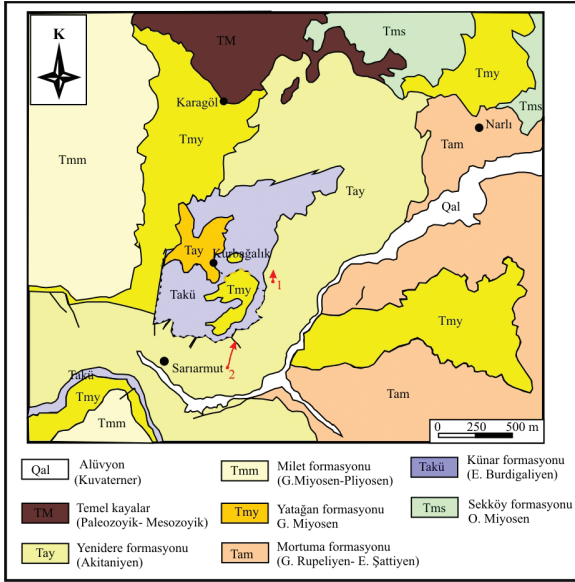 K
TM
Tms
Tmy
Karagöl
Tms
Narlı
Tmy
Tam
Tmm
Tay
Qal
Tay
Kurbağalık
Takü
Tmy
1
Tmy
Sarıarmut
2
Takü
Tmy
Tam
Tmm
0 250 500 m
Qal
Alüvyon
(Kuvaterner)
Tmm
Milet formasyonu
(G.Miyosen-Pliyosen)
Takü
Künar formasyonu
(E. Burdigaliyen)
TM
Temel kayalar
(Paleozoyik- Mesozoyik)
Tmy
Yatağan formasyonu
G. Miyosen
Tms
Sekköy formasyonu
O. Miyosen
Tay
Yenidere formasyonu
(Akitaniyen)
Tam
Mortuma formasyonu
(G. Rupeliyen- E. Şattiyen)